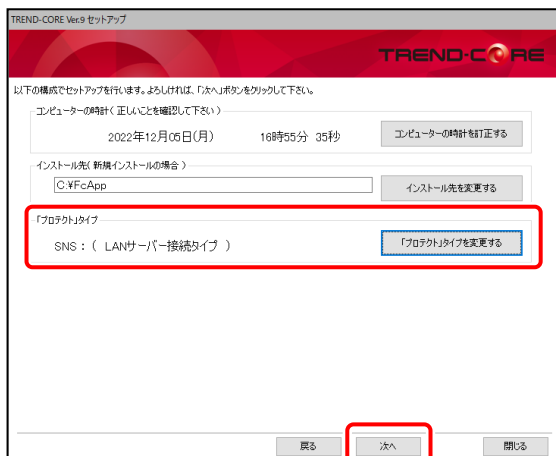 TREND-CORE Ver.9 セットアップ
TREND-CORE
以下の構成でセットアップを行います。よろしければ、「次へ」ボタンをクリックして下さい。
コンピューターの時計( 正しいことを確認して下さい )
2022年12月05日(月) 16時55分 35秒 コンピューターの時計を訂正する
インストール先( 新規インストールの場合 )
C:¥FcApp インストール先を変更する
「プロテクト」タイプ
SNS：( LANサーバー接続タイプ ) 「プロテクト」タイプを変更する
戻る 次へ 閉じる